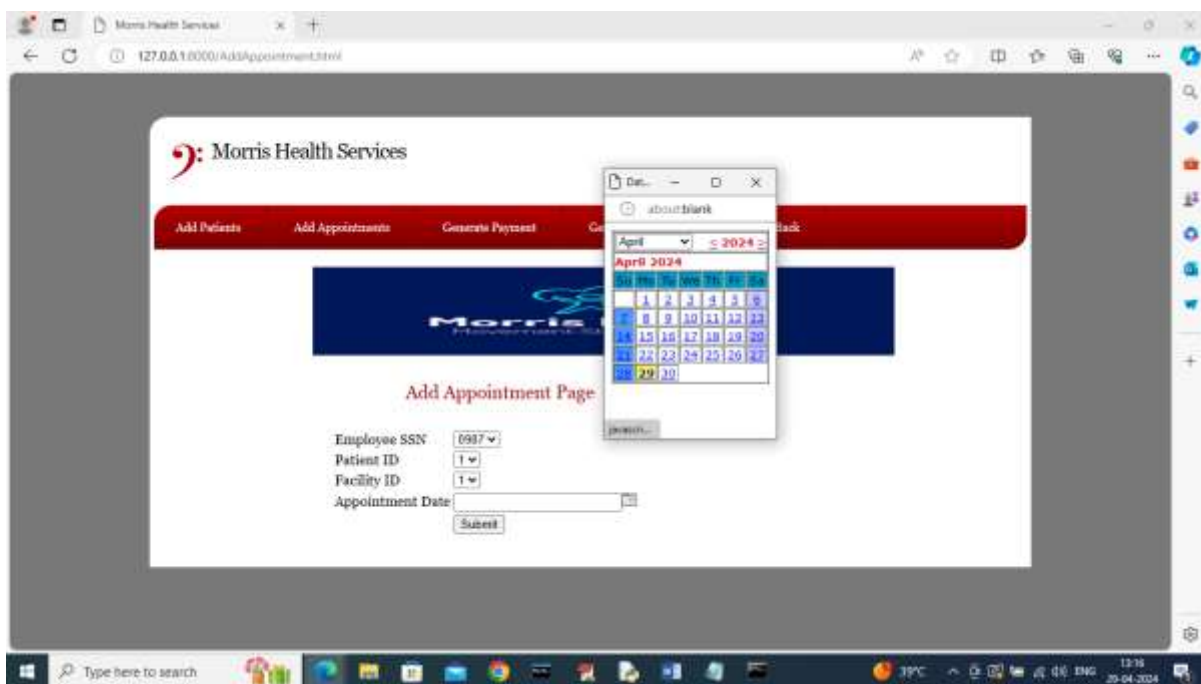 Morris Health Services
127.0.0.1:8000/AddAppointment.html
Morris Health Services
Dat...
about:blank
Add Patients Add Appointments Generate Payment Ge
April < 2024 >
April 2024
Su Mo Tu We Th Fr Sa
1 2 3 4 5 6
7 8 9 10 11 12 13
14 15 16 17 18 19 20
21 22 23 24 25 26 27
28 29 30
Morris
Add Appointment Page
Employee SSN 0987
Patient ID 1
Facility ID 1
Appointment Date
Submit
Type here to search
39°C
ENG
13:16
29-04-2024